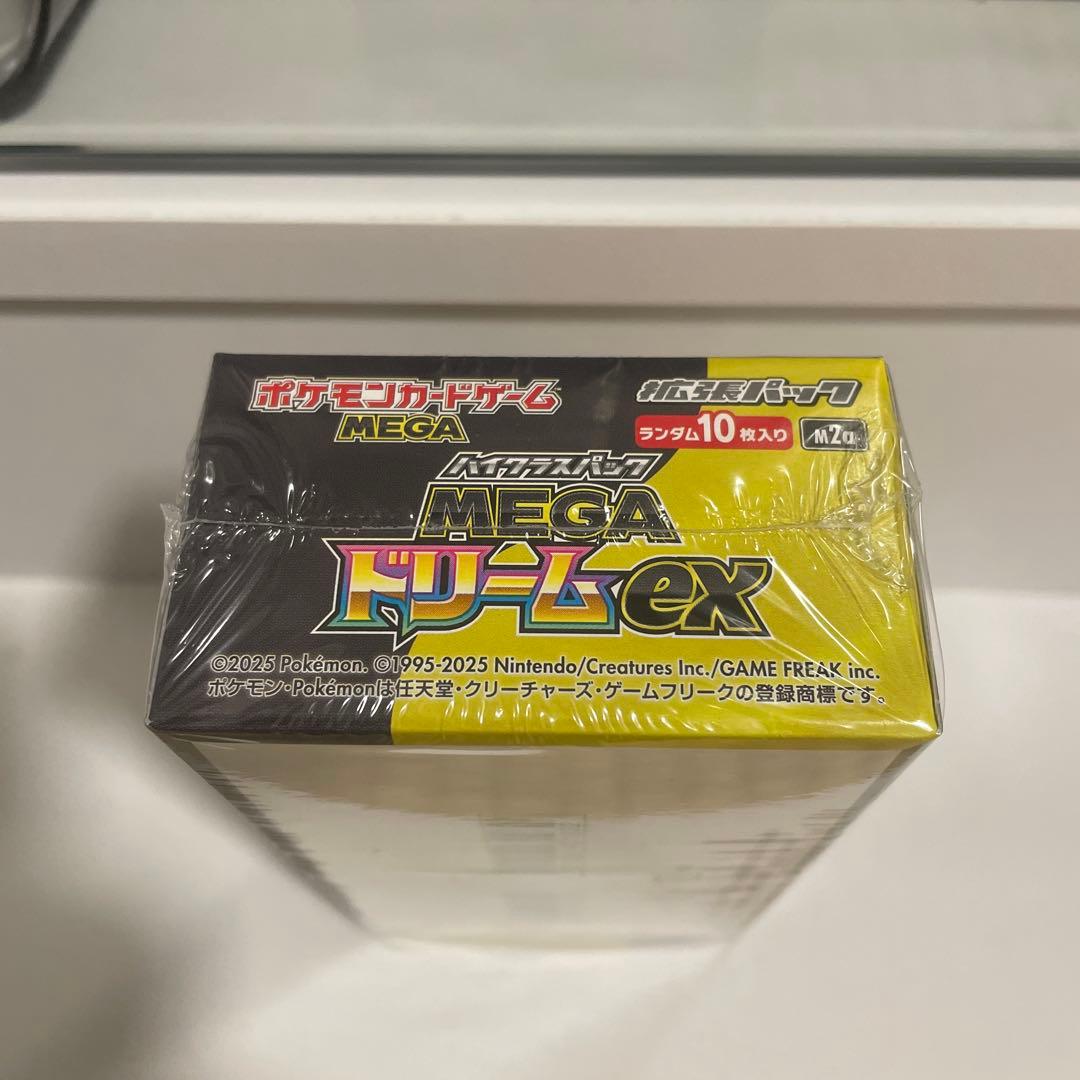 ポケモンカードゲーム™
MEGA
拡張パック
ランダム10枚入り
M2a
ハイクラスパック
MEGA
ドリームex
©2025 Pokémon. ©1995-2025 Nintendo/Creatures Inc./GAME FREAK inc.
ポケモン・Pokémonは任天堂・クリーチャーズ・ゲームフリークの登録商標です。